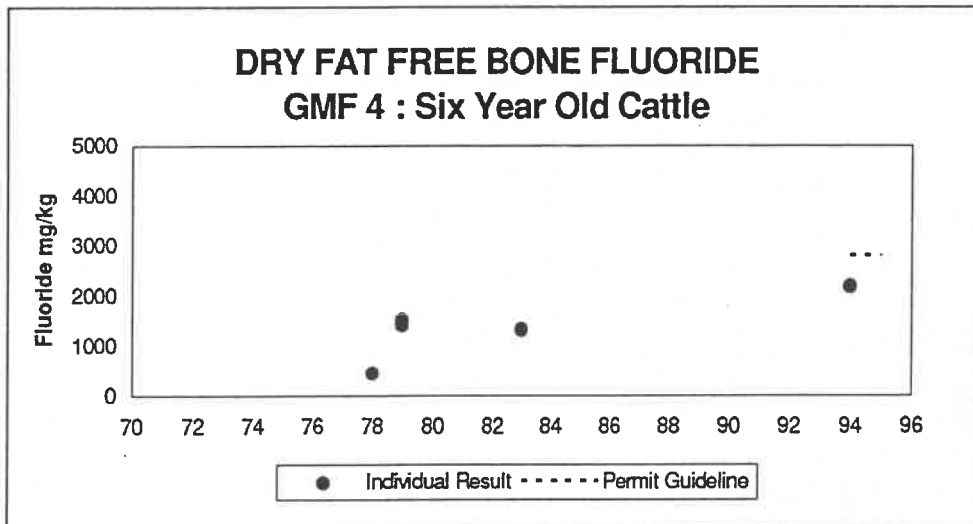 DRY FAT FREE BONE FLUORIDE
GMF 4 : Six Year Old Cattle
Fluoride mg/kg
5000
4000
3000
2000
1000
0
70 72 74 76 78 80 82 84 86 88 90 92 94 96
Individual Result Permit Guideline